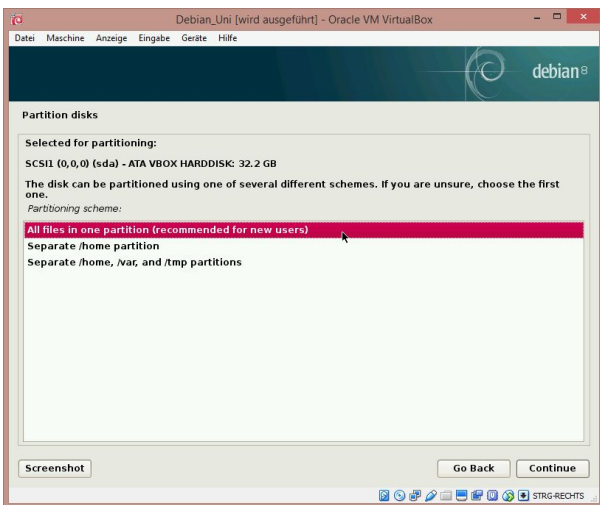 Debian_Uni [wird ausgeführt] - Oracle VM VirtualBox
Datei Maschine Anzeige Eingabe Geräte Hilfe
debian 8
Partition disks
Selected for partitioning:
SCSI1 (0,0,0) (sda) - ATA VBOX HARDDISK: 32.2 GB
The disk can be partitioned using one of several different schemes. If you are unsure, choose the first
one.
Partitioning scheme:
All files in one partition (recommended for new users)
Separate /home partition
Separate /home, /var, and /tmp partitions
Screenshot Go Back Continue
STRG-RECHTS